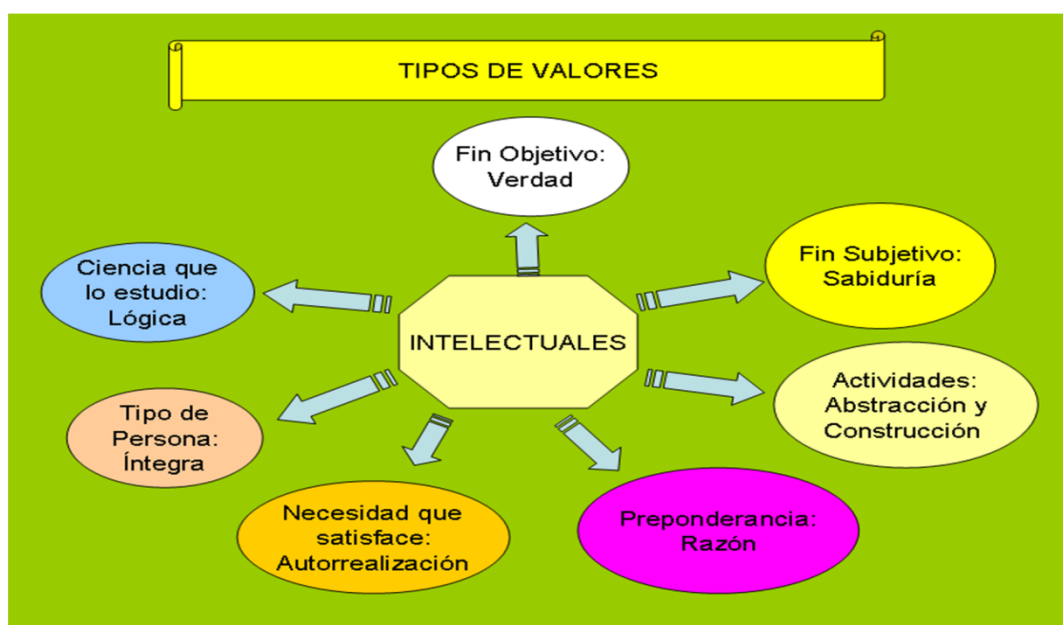 TIPOS DE VALORES
Fin Objetivo:
Verdad
Fin Subjetivo:
Sabiduría
Ciencia que
lo estudio:
Lógica
INTELECTUALES
Actividades:
Abstracción y
Construcción
Tipo de
Persona:
Íntegra
Necesidad que
satisface:
Autorrealización
Preponderancia:
Razón